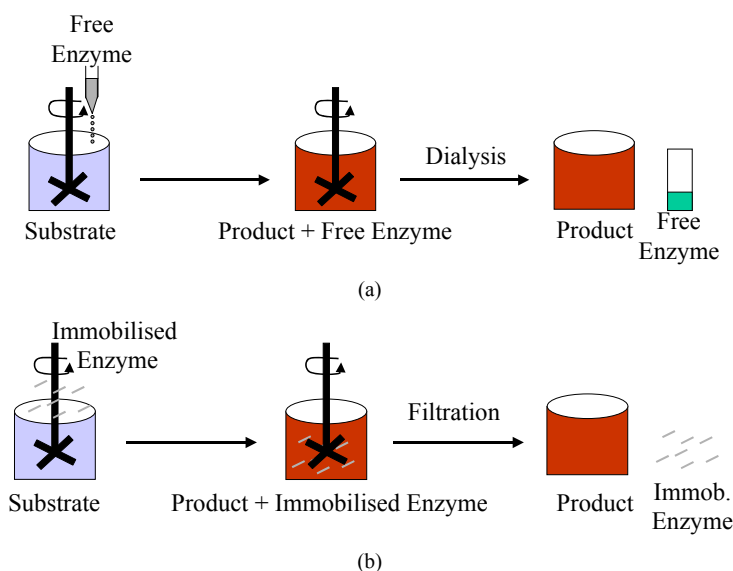 Free
Enzyme
Dialysis
Substrate
Product + Free Enzyme
Product
Free
Enzyme
(a)
Immobilised
Enzyme
Filtration
Substrate
Product + Immobilised Enzyme
Product
Immob.
Enzyme
(b)